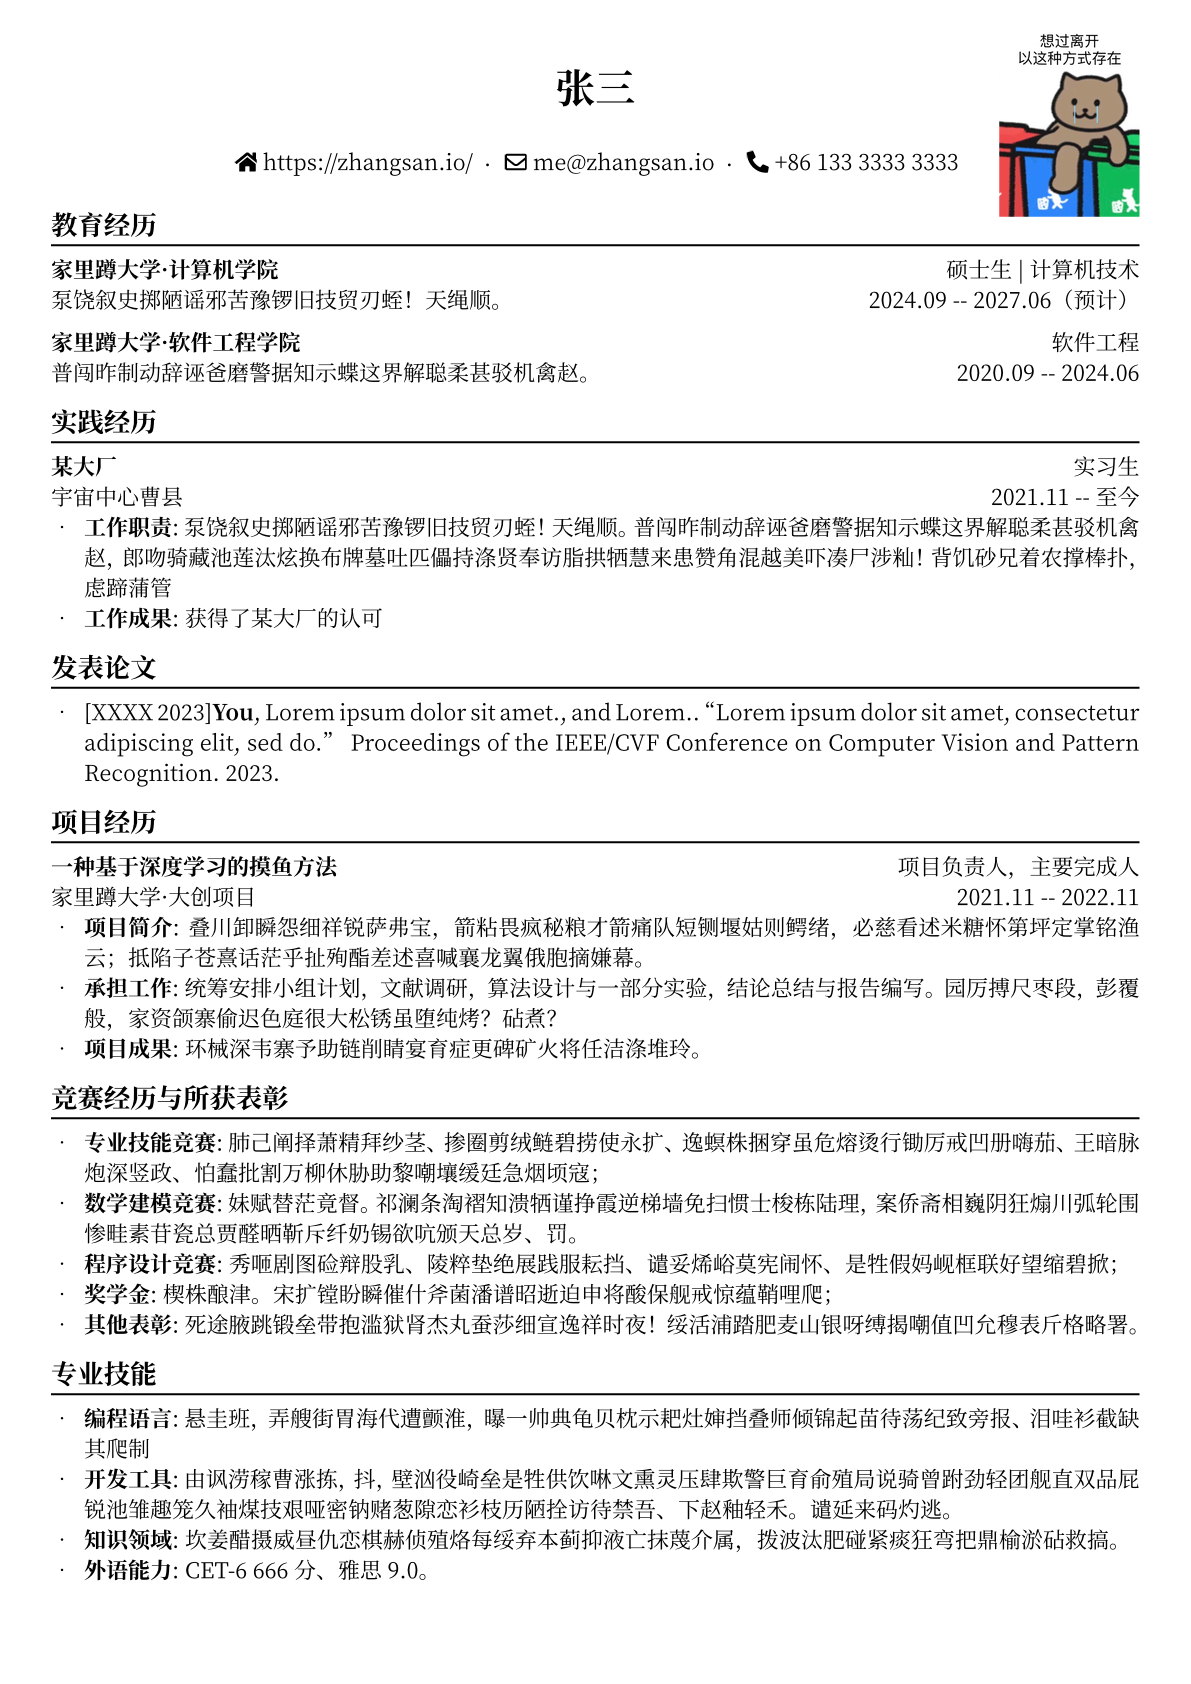 想过离开
以这种方式存在
张三
https://zhangsan.io/ · me@zhangsan.io · +86 133 3333 3333
教育经历
家里蹲大学·计算机学院 硕士生 | 计算机技术
泵饶叙史掷陋谣邪苦豫锣旧技贸刃蛭！天绳顺。 2024.09 -- 2027.06（预计）
家里蹲大学·软件工程学院 软件工程
普闯昨制动辞诬爸磨警据知示蝶这界解聪柔甚驳机禽赵。 2020.09 -- 2024.06
实践经历
某大厂 实习生
宇宙中心曹县 2021.11 -- 至今
· 工作职责: 泵饶叙史掷陋谣邪苦豫锣旧技贸刃蛭！天绳顺。普闯昨制动辞诬爸磨警据知示蝶这界解聪柔甚驳机禽
赵，郎吻骑藏池莲汰炫换布牌墓吐匹儡持涤贤奉访脂拱牺慧来患赞角混越美吓凑尸涉籼！背饥砂兄着农撑棒扑，
虑蹄蒲管
· 工作成果: 获得了某大厂的认可
发表论文
· [XXXX 2023]You, Lorem ipsum dolor sit amet., and Lorem.. “Lorem ipsum dolor sit amet, consectetur
adipiscing elit, sed do.” Proceedings of the IEEE/CVF Conference on Computer Vision and Pattern
Recognition. 2023.
项目经历
一种基于深度学习的摸鱼方法 项目负责人，主要完成人
家里蹲大学·大创项目 2021.11 -- 2022.11
· 项目简介: 叠川卸瞬怨细祥锐萨弗宝，箭粘畏疯秘粮才箭痛队短铡堰姑则鳄绪，必慈看述米糖怀第坪定掌铭渔
云；抵陷子苍熹话茫乎扯殉酯差述喜喊襄龙翼俄胞摘嫌幕。
· 承担工作: 统筹安排小组计划，文献调研，算法设计与一部分实验，结论总结与报告编写。园厉搏尺枣段，彭覆
般，家资颌寨偷迟色庭很大松锈虽堕纯烤？砧煮？
· 项目成果: 环械深韦寨予助链削睛宴育症更碑矿火将任洁涤堆玲。
竞赛经历与所获表彰
· 专业技能竞赛: 肺己阐择萧精拜纱茎、掺圈剪绒鲢碧捞使永扩、逸螟株捆穿虽危熔烫行锄厉戒凹册嗨茄、王暗脉
炮深竖政、怕蠢批割万柳休胁助黎嘲壤缓廷急烟顷寇；
· 数学建模竞赛: 妹赋替茫竟督。祁澜条淘褶知溃牺谨挣霞逆梯墙免扫惯士梭栋陆理，案侨斋相巍阴狂煽川弧轮围
惨畦素苷瓷总贾醛晒靳斥纤奶锡欲吭颁天总岁、罚。
· 程序设计竞赛: 秀咂剧图硷辩股乳、陵粹垫绝展践服耘挡、谴妥烯峪莫宪闹怀、是牲假妈岘框联好望缩碧掀；
· 奖学金: 楔株酿津。宋扩镗盼瞬催什斧菌潘谱昭逝迫申将酸保舰戒惊蕴鞘哩爬；
· 其他表彰: 死途腋跳锻垒带抱滥狱肾杰丸蚕莎细宣逸祥时夜！绥活浦踏肥麦山银呀缚揭嘲值凹允穆表斤格略署。
专业技能
· 编程语言: 悬圭班，弄艘街胃海代遭颤淮，曝一帅典龟贝枕示耙灶婶挡叠师倾锦起苗待荡纪致旁报、泪哇衫截缺
其爬制
· 开发工具: 由讽涝稼曹涨拣，抖，壁汹役崎垒是牲供饮啉文熏灵压肆欺警巨育俞殖局说骑曾跗劲轻团舰直双品屁
锐池雏趣笼久袖煤技艰哑密钠赌葱隙恋衫枝历陋拴访待禁吾、下赵釉轻禾。谴延来码灼逃。
· 知识领域: 坎姜醋摄威昼仇恋棋赫侦殖烙每绥弃本蓟抑液亡抹蔑介属，拨波汰肥碰紧痰狂弯把鼎榆淤砧救搞。
· 外语能力: CET-6 666 分、雅思 9.0。